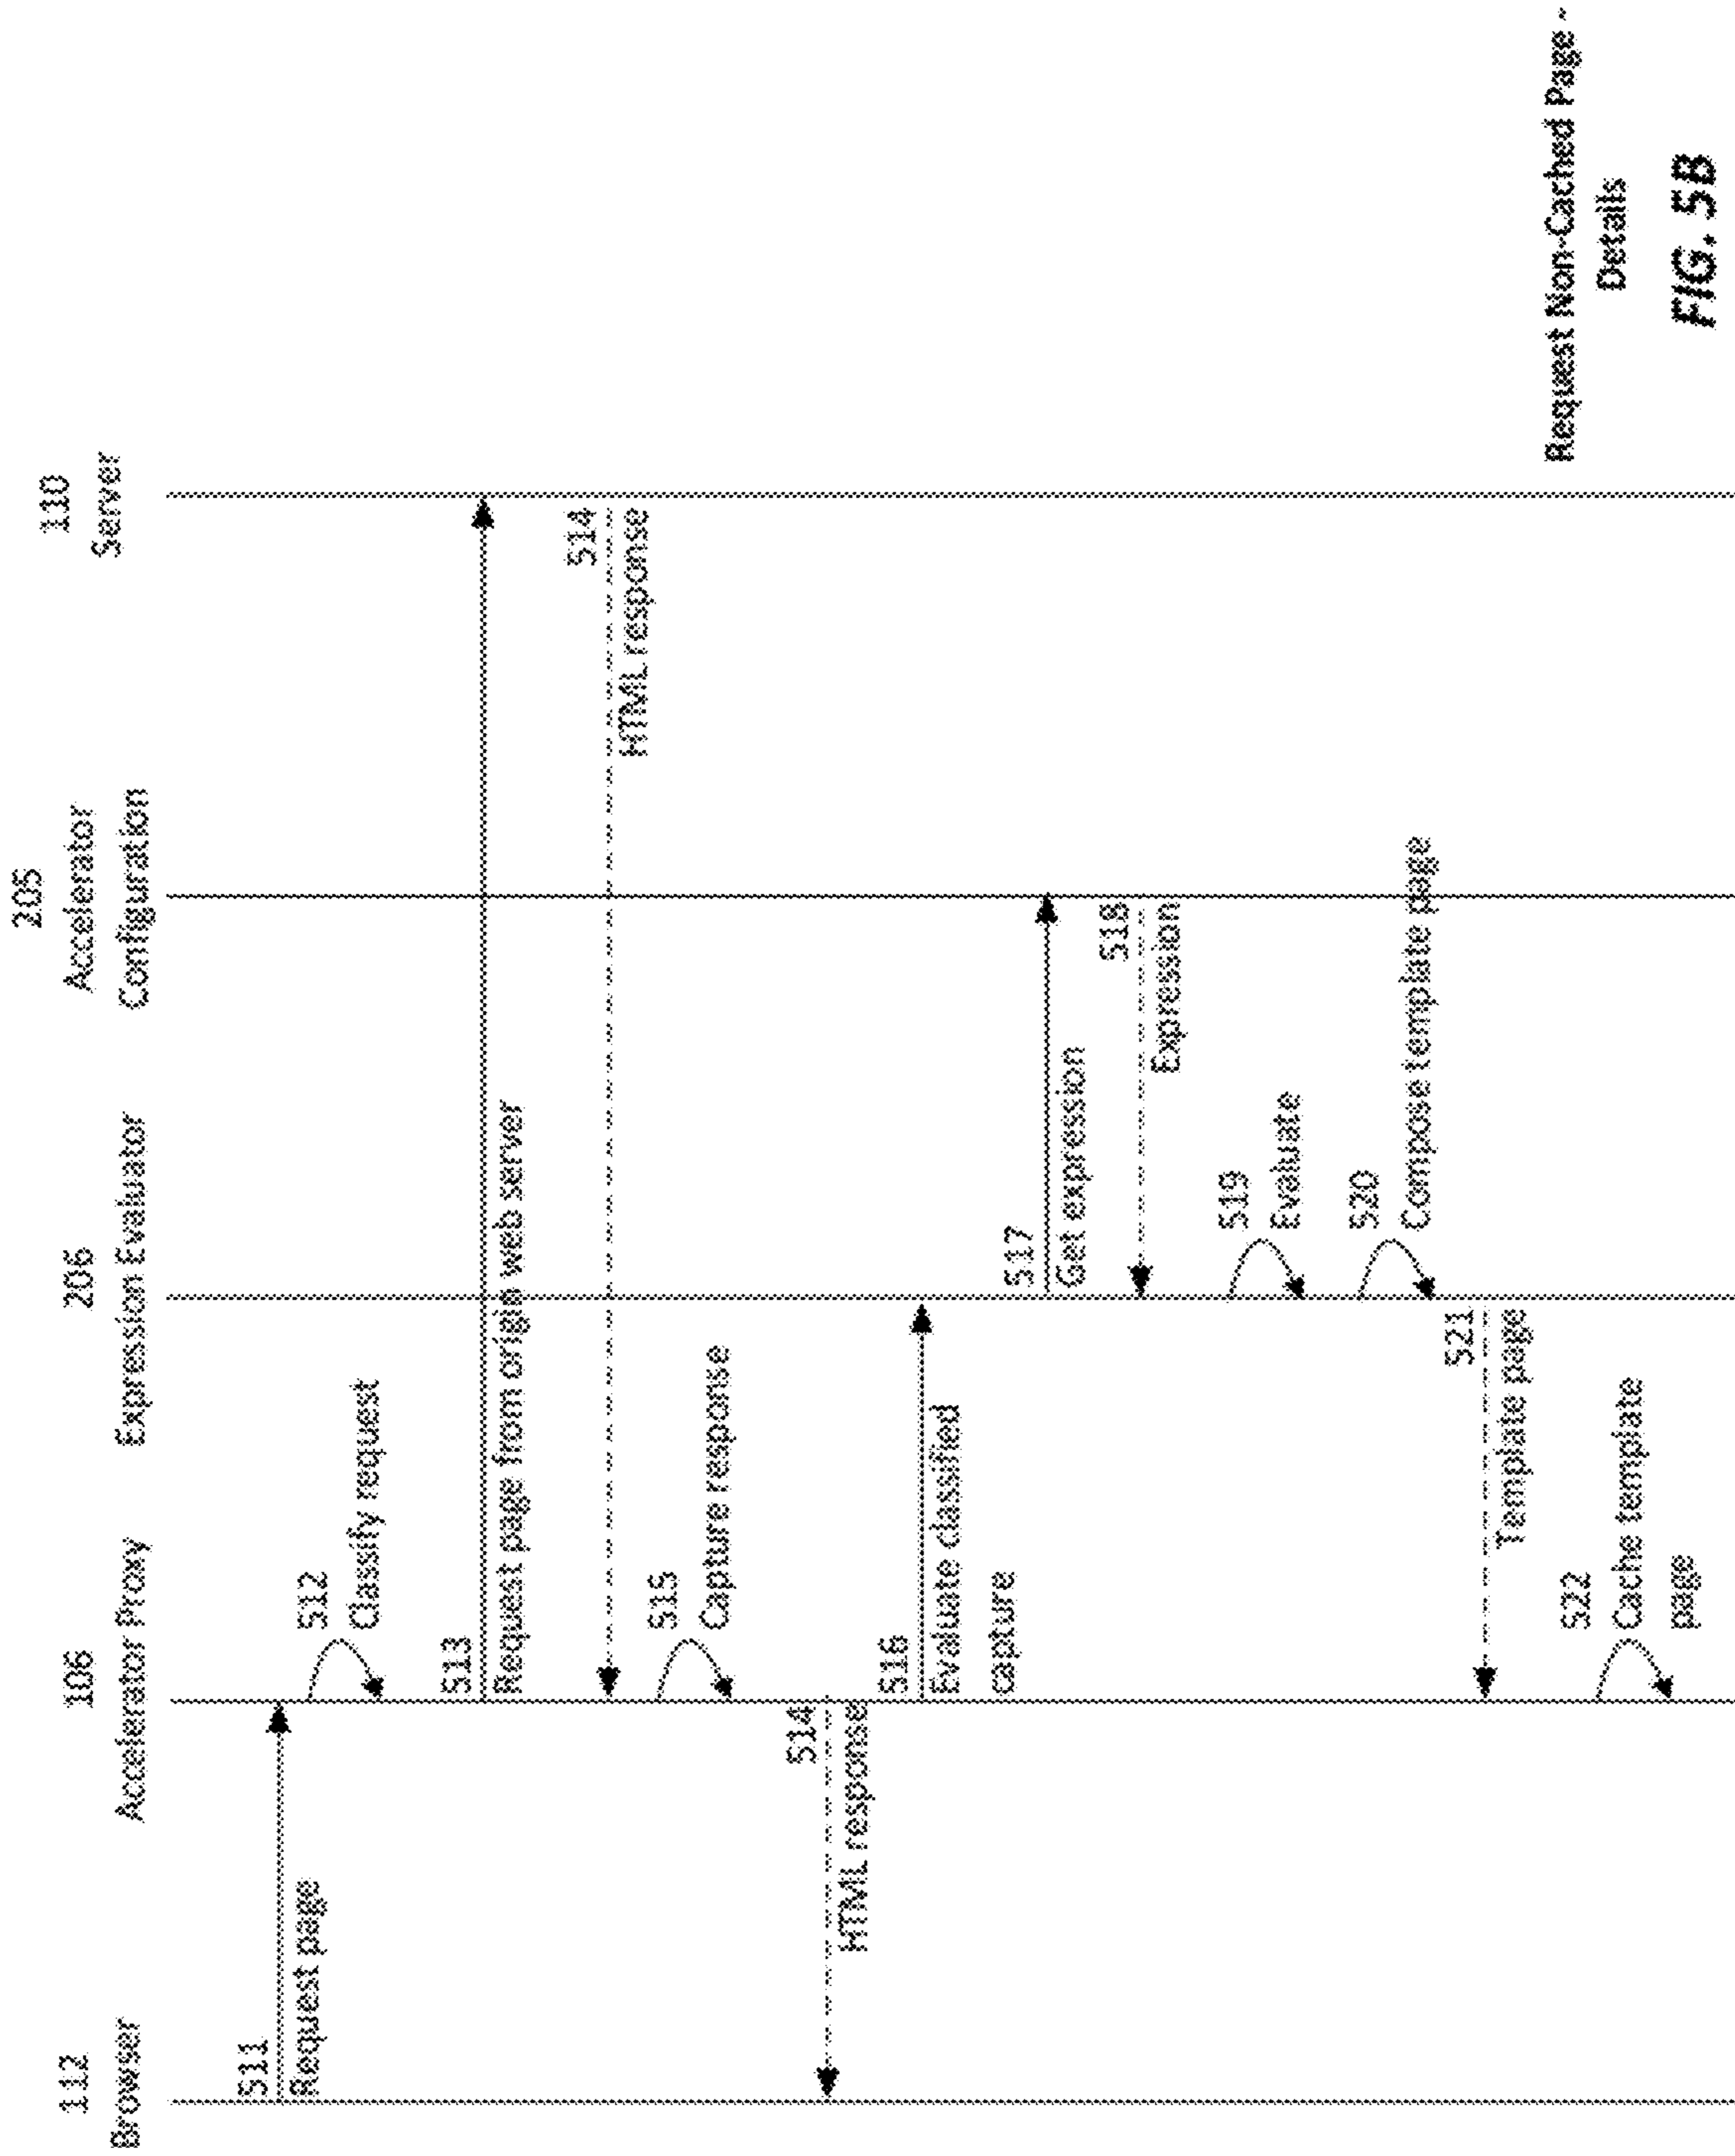 112
Browser
106
Accelerator Proxy
206
Expression Evaluator
205
Accelerator
Configuration
110
Server
511
Request page
512
Classify request
513
Request page from origin web server
514
HTML response
515
Capture response
514
HTML response
516
Evaluate classified
capture
517
Get expression
518
Expression
519
Evaluate
520
Compose template page
521
Template page
522
Cache template
page
Request Non-Cached Page -
Details
FIG. 5B